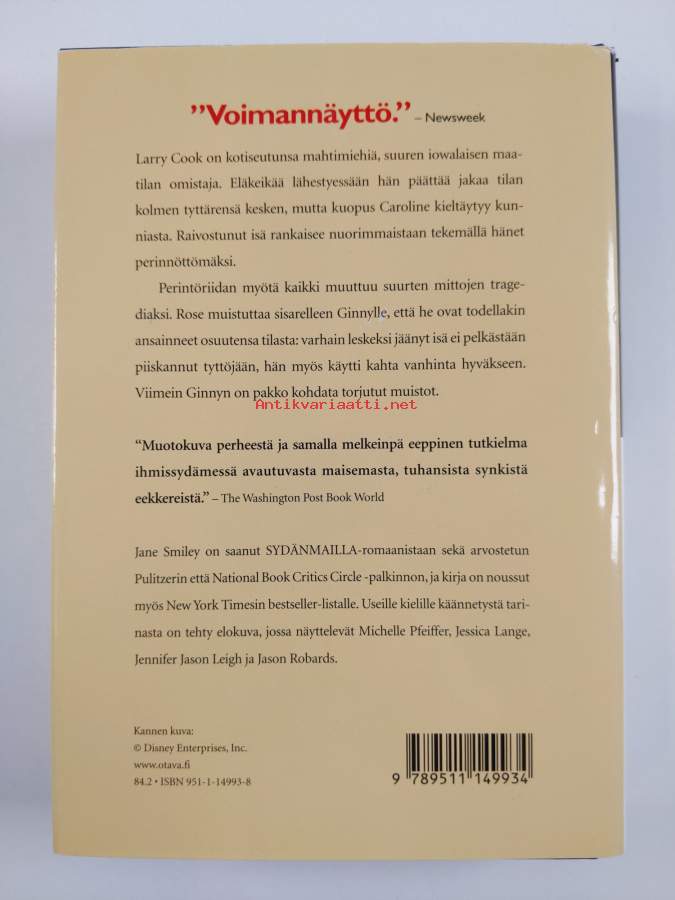 ”Voimannäyttö.” – Newsweek
Larry Cook on kotiseutunsa mahtimiehiä, suuren iowalaisen maa-
tilan omistaja. Eläkeikää lähestyessään hän päättää jakaa tilan
kolmen tyttärensä kesken, mutta kuopus Caroline kieltäytyy kun-
niasta. Raivostunut isä rankaisee nuorimmaistaan tekemällä hänet
perinnöttömäksi.
Perintöriidan myötä kaikki muuttuu suurten mittojen trage-
diaksi. Rose muistuttaa sisarelleen Ginnylle, että he ovat todellakin
ansainneet osuutensa tilasta: varhain leskeksi jäänyt isä ei pelkästään
piiskannut tyttöjään, hän myös käytti kahta vanhinta hyväkseen.
Viimein Ginnyn on pakko kohdata torjutut muistot.
Antikvariaatti.net
“Muotokuva perheestä ja samalla melkeinpä eeppinen tutkielma
ihmissydämessä avautuvasta maisemasta, tuhansista synkistä
eekkereistä.” – The Washington Post Book World
Jane Smiley on saanut SYDÄNMAILLA-romaanistaan sekä arvostetun
Pulitzerin että National Book Critics Circle -palkinnon, ja kirja on noussut
myös New York Timesin bestseller-listalle. Useille kielille käännetystä tari-
nasta on tehty elokuva, jossa näyttelevät Michelle Pfeiffer, Jessica Lange,
Jennifer Jason Leigh ja Jason Robards.
Kannen kuva:
© Disney Enterprises, Inc.
www.otava.fi
84.2 • ISBN 951-1-14993-8
9 789511 149934